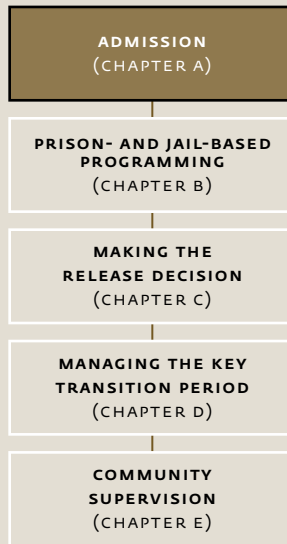 ADMISSION
(CHAPTER A)
PRISON- AND JAIL-BASED
PROGRAMMING
(CHAPTER B)
MAKING THE
RELEASE DECISION
(CHAPTER C)
MANAGING THE KEY
TRANSITION PERIOD
(CHAPTER D)
COMMUNITY
SUPERVISION
(CHAPTER E)